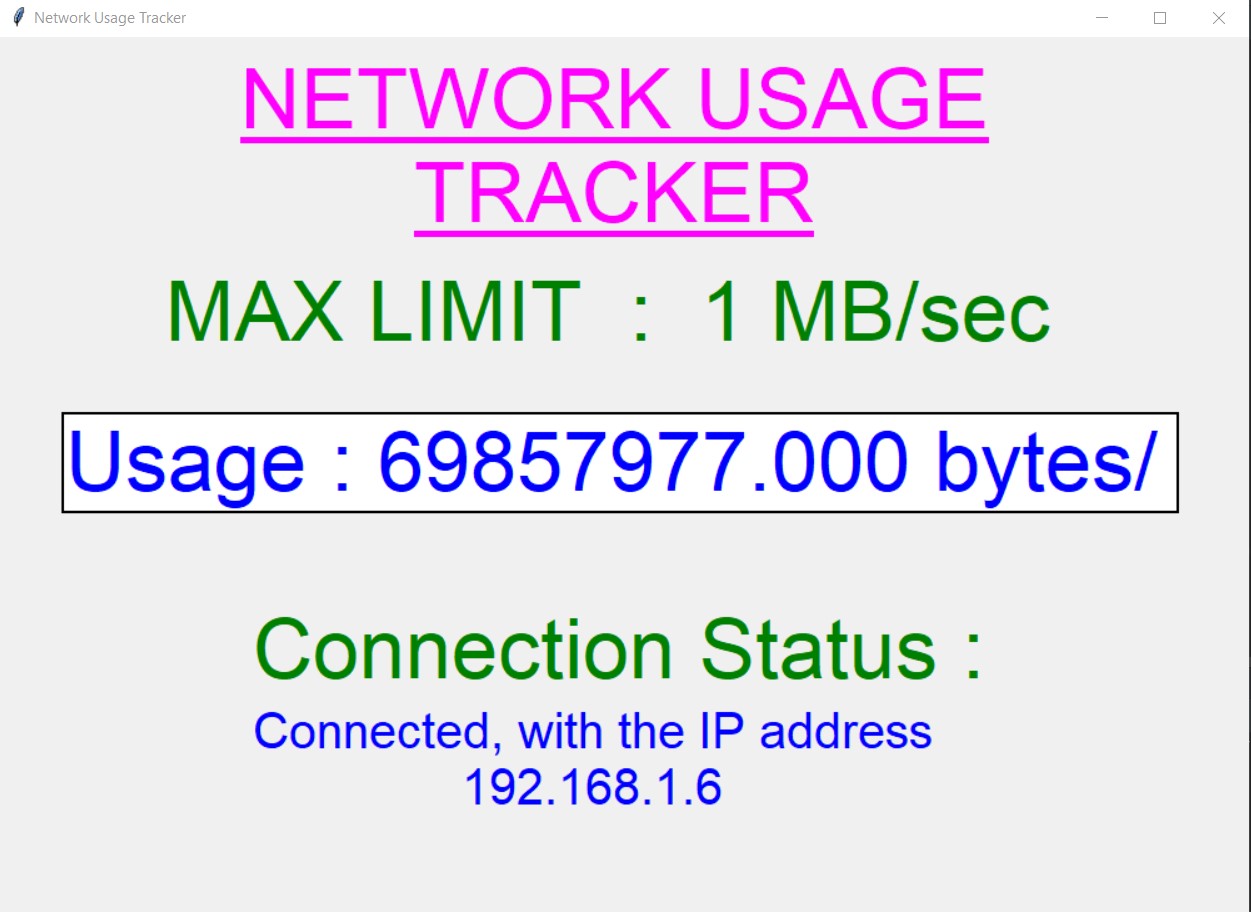 Network Usage Tracker
NETWORK USAGE
TRACKER
MAX LIMIT : 1 MB/sec
Usage : 69857977.000 bytes/
Connection Status :
Connected, with the IP address
192.168.1.6